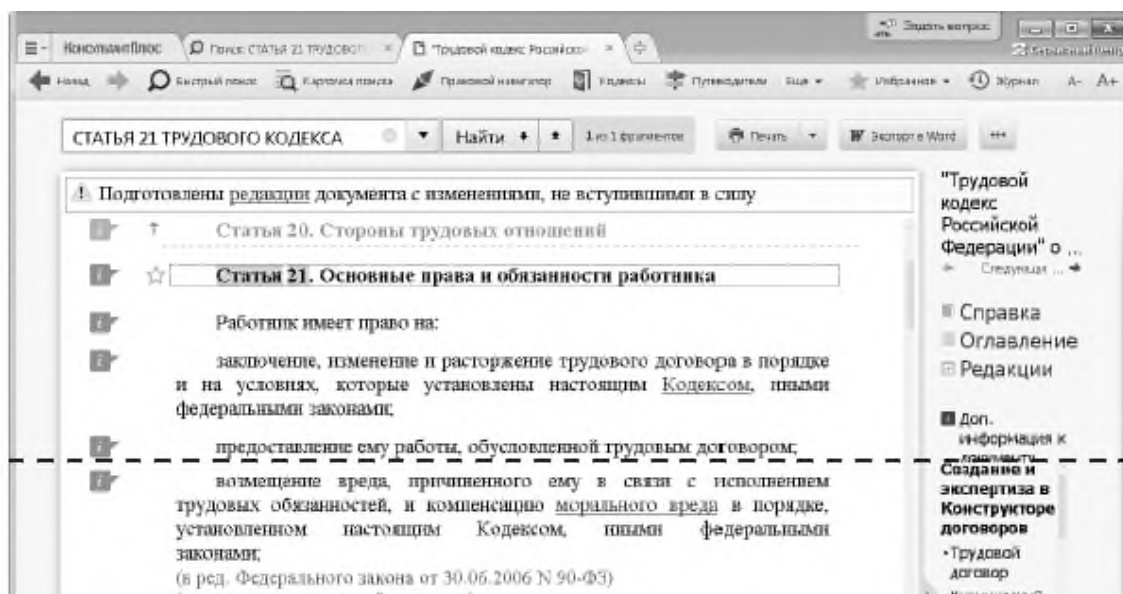 Задать вопрос
КонсультантПлюс
Поиск: СТАТЬЯ 21 ТРУДОВОГО
"Трудовой кодекс Российско
Назад
Быстрый поиск
Карточка поиска
Правовой навигатор
Кодексы
Путеводители
Еще
Избранное
Журнал
А- А+
СТАТЬЯ 21 ТРУДОВОГО КОДЕКСА
Найти
1 из 1 фрагментов
Печать
Экспорт в Word
Подготовлены редакции документа с изменениями, не вступившими в силу
Статья 20. Стороны трудовых отношений
Статья 21. Основные права и обязанности работника
Работник имеет право на:
заключение, изменение и расторжение трудового договора в порядке
и на условиях, которые установлены настоящим Кодексом, иными
федеральными законами;
предоставление ему работы, обусловленной трудовым договором;
возмещение вреда, причиненного ему в связи с исполнением
трудовых обязанностей, и компенсацию морального вреда в порядке,
установленном настоящим Кодексом, иными федеральными
законами;
(в ред. Федерального закона от 30.06.2006 N 90-ФЗ)
"Трудовой
кодекс
Российской
Федерации" о ...
Следующая ...
Справка
Оглавление
Редакции
Доп.
информация к
документу
Создание и
экспертиза в
Конструкторе
договоров
•Трудовой
договор